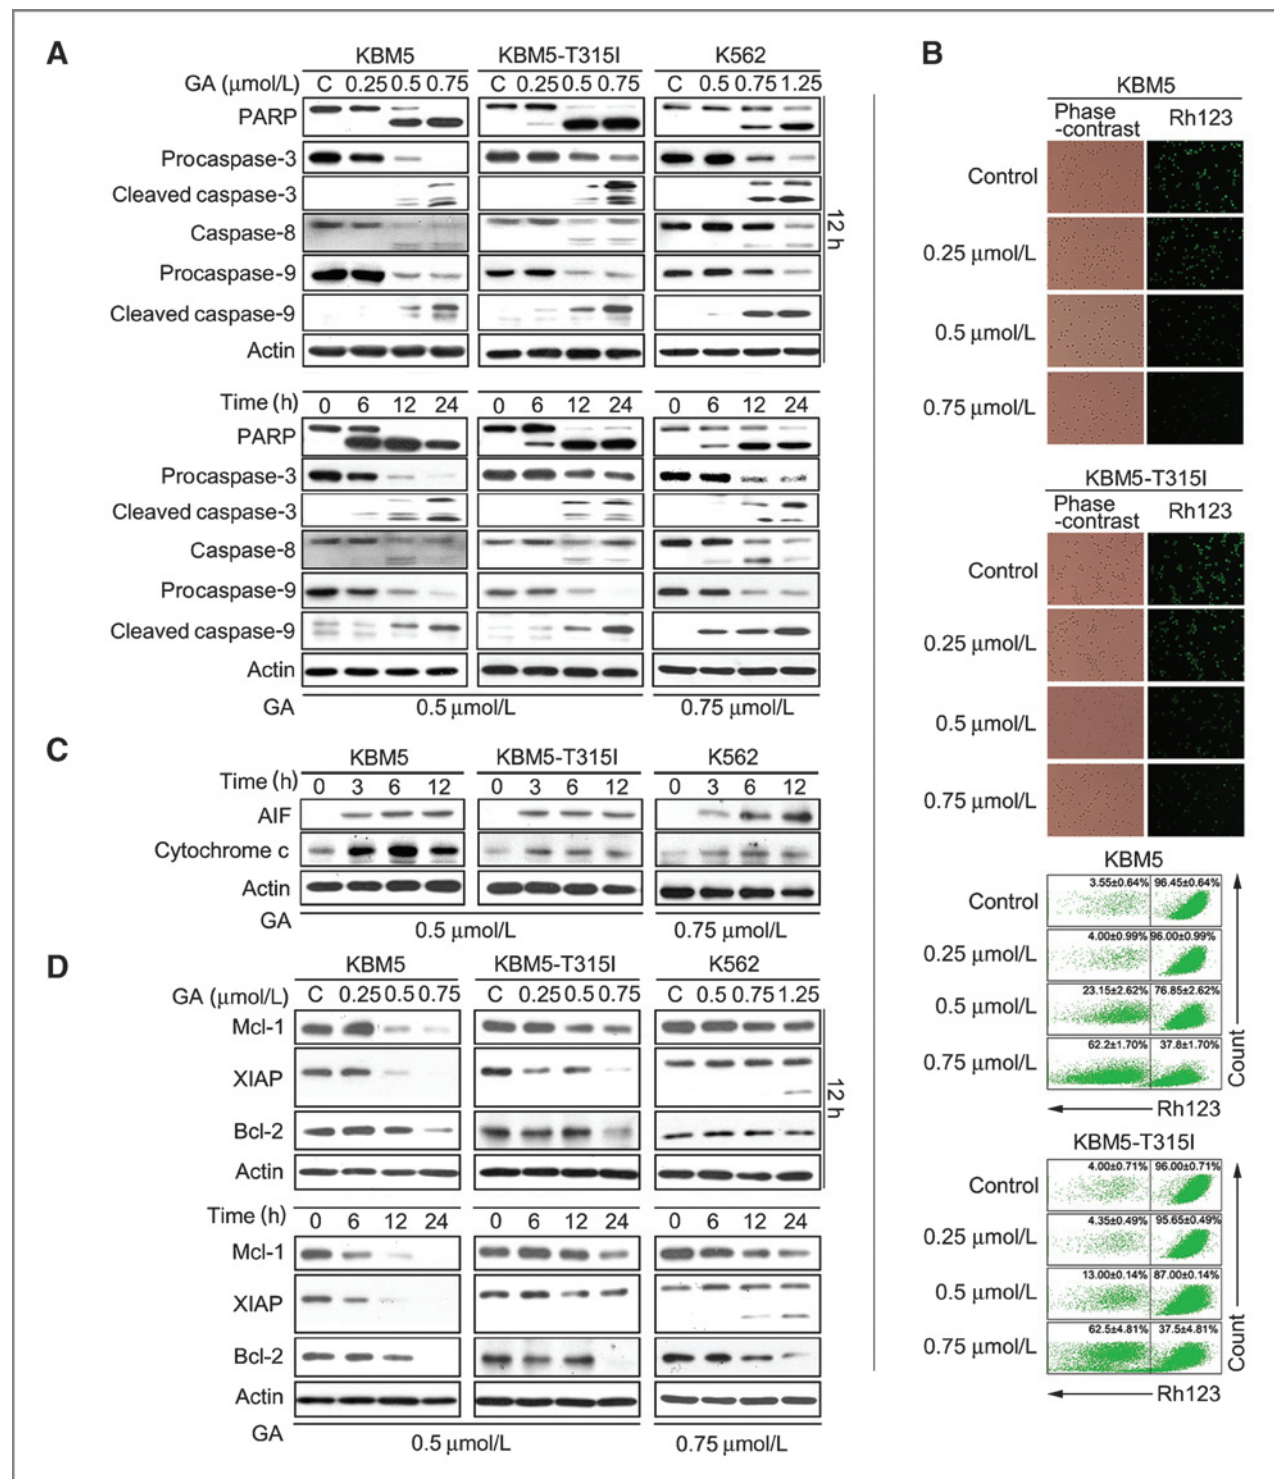 A
KBM5 KBM5-T315I K562
GA (μmol/L) C 0.25 0.5 0.75 C 0.25 0.5 0.75 C 0.5 0.75 1.25
PARP
Procaspase-3
Cleaved caspase-3
Caspase-8
Procaspase-9
Cleaved caspase-9
Actin
12 h
Time (h) 0 6 12 24 0 6 12 24 0 6 12 24
PARP
Procaspase-3
Cleaved caspase-3
Caspase-8
Procaspase-9
Cleaved caspase-9
Actin
GA 0.5 μmol/L 0.75 μmol/L
C
KBM5 KBM5-T315I K562
Time (h) 0 3 6 12 0 3 6 12 0 3 6 12
AIF
Cytochrome c
Actin
GA 0.5 μmol/L 0.75 μmol/L
D
KBM5 KBM5-T315I K562
GA (μmol/L) C 0.25 0.5 0.75 C 0.25 0.5 0.75 C 0.5 0.75 1.25
Mcl-1
XIAP
Bcl-2
Actin
12 h
Time (h) 0 6 12 24 0 6 12 24 0 6 12 24
Mcl-1
XIAP
Bcl-2
Actin
GA 0.5 μmol/L 0.75 μmol/L
B
KBM5
Phase
-contrast Rh123
Control
0.25 μmol/L
0.5 μmol/L
0.75 μmol/L
KBM5-T315I
Phase
-contrast Rh123
Control
0.25 μmol/L
0.5 μmol/L
0.75 μmol/L
KBM5
Control 3.55±0.64% 96.45±0.64%
0.25 μmol/L 4.00±0.99% 96.00±0.99%
0.5 μmol/L 23.15±2.62% 76.85±2.62%
0.75 μmol/L 62.2±1.70% 37.8±1.70%
Count
Rh123
KBM5-T315I
Control 4.00±0.71% 96.00±0.71%
0.25 μmol/L 4.35±0.49% 95.65±0.49%
0.5 μmol/L 13.00±0.14% 87.00±0.14%
0.75 μmol/L 62.5±4.81% 37.5±4.81%
Count
Rh123